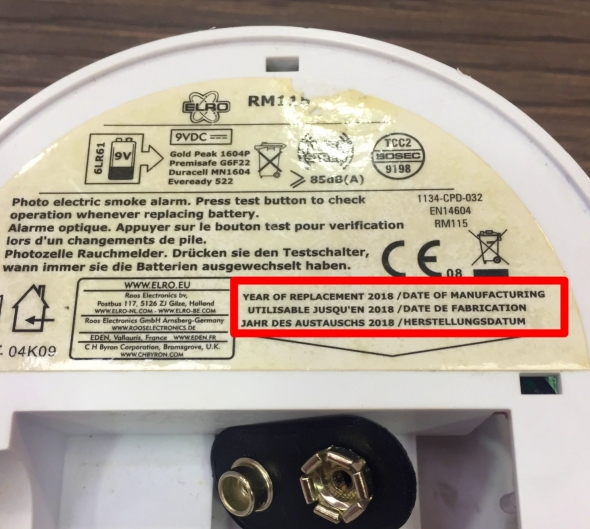 ELRO RM115
6LR61
9V
9VDC
Gold Peak 1604P
Premisafe G6F22
Duracell MN1604
Eveready 522
⩾ 85dB(A)
TCC2
BOSEC
9198
Photo electric smoke alarm. Press test button to check
operation whenever replacing battery.
Alarme optique. Appuyer sur le bouton test pour verification
lors d'un changements de pile.
Photozelle Rauchmelder. Drücken sie den Testschalter,
wann immer sie die Batterien ausgewechselt haben.
1134-CPD-032
EN14604
RM115
CE 08
WWW.ELRO.EU
Roos Electronics bv,
Postbus 117, 5126 ZJ Gilze, Holland
WWW.ELRO-NL.COM - WWW.ELRO-BE.COM
Roos Electronics GmbH Arnsberg-Germany
WWW.ROOSELECTRONICS.DE
EDEN, Vallauris, France WWW.EDEN.FR
C H Byron Corporation, Bromsgrove, U.K.
WWW.CHBYRON.COM
YEAR OF REPLACEMENT 2018 /DATE OF MANUFACTURING
UTILISABLE JUSQU'EN 2018 /DATE DE FABRICATION
JAHR DES AUSTAUSCHS 2018 /HERSTELLUNGSDATUM
04K09